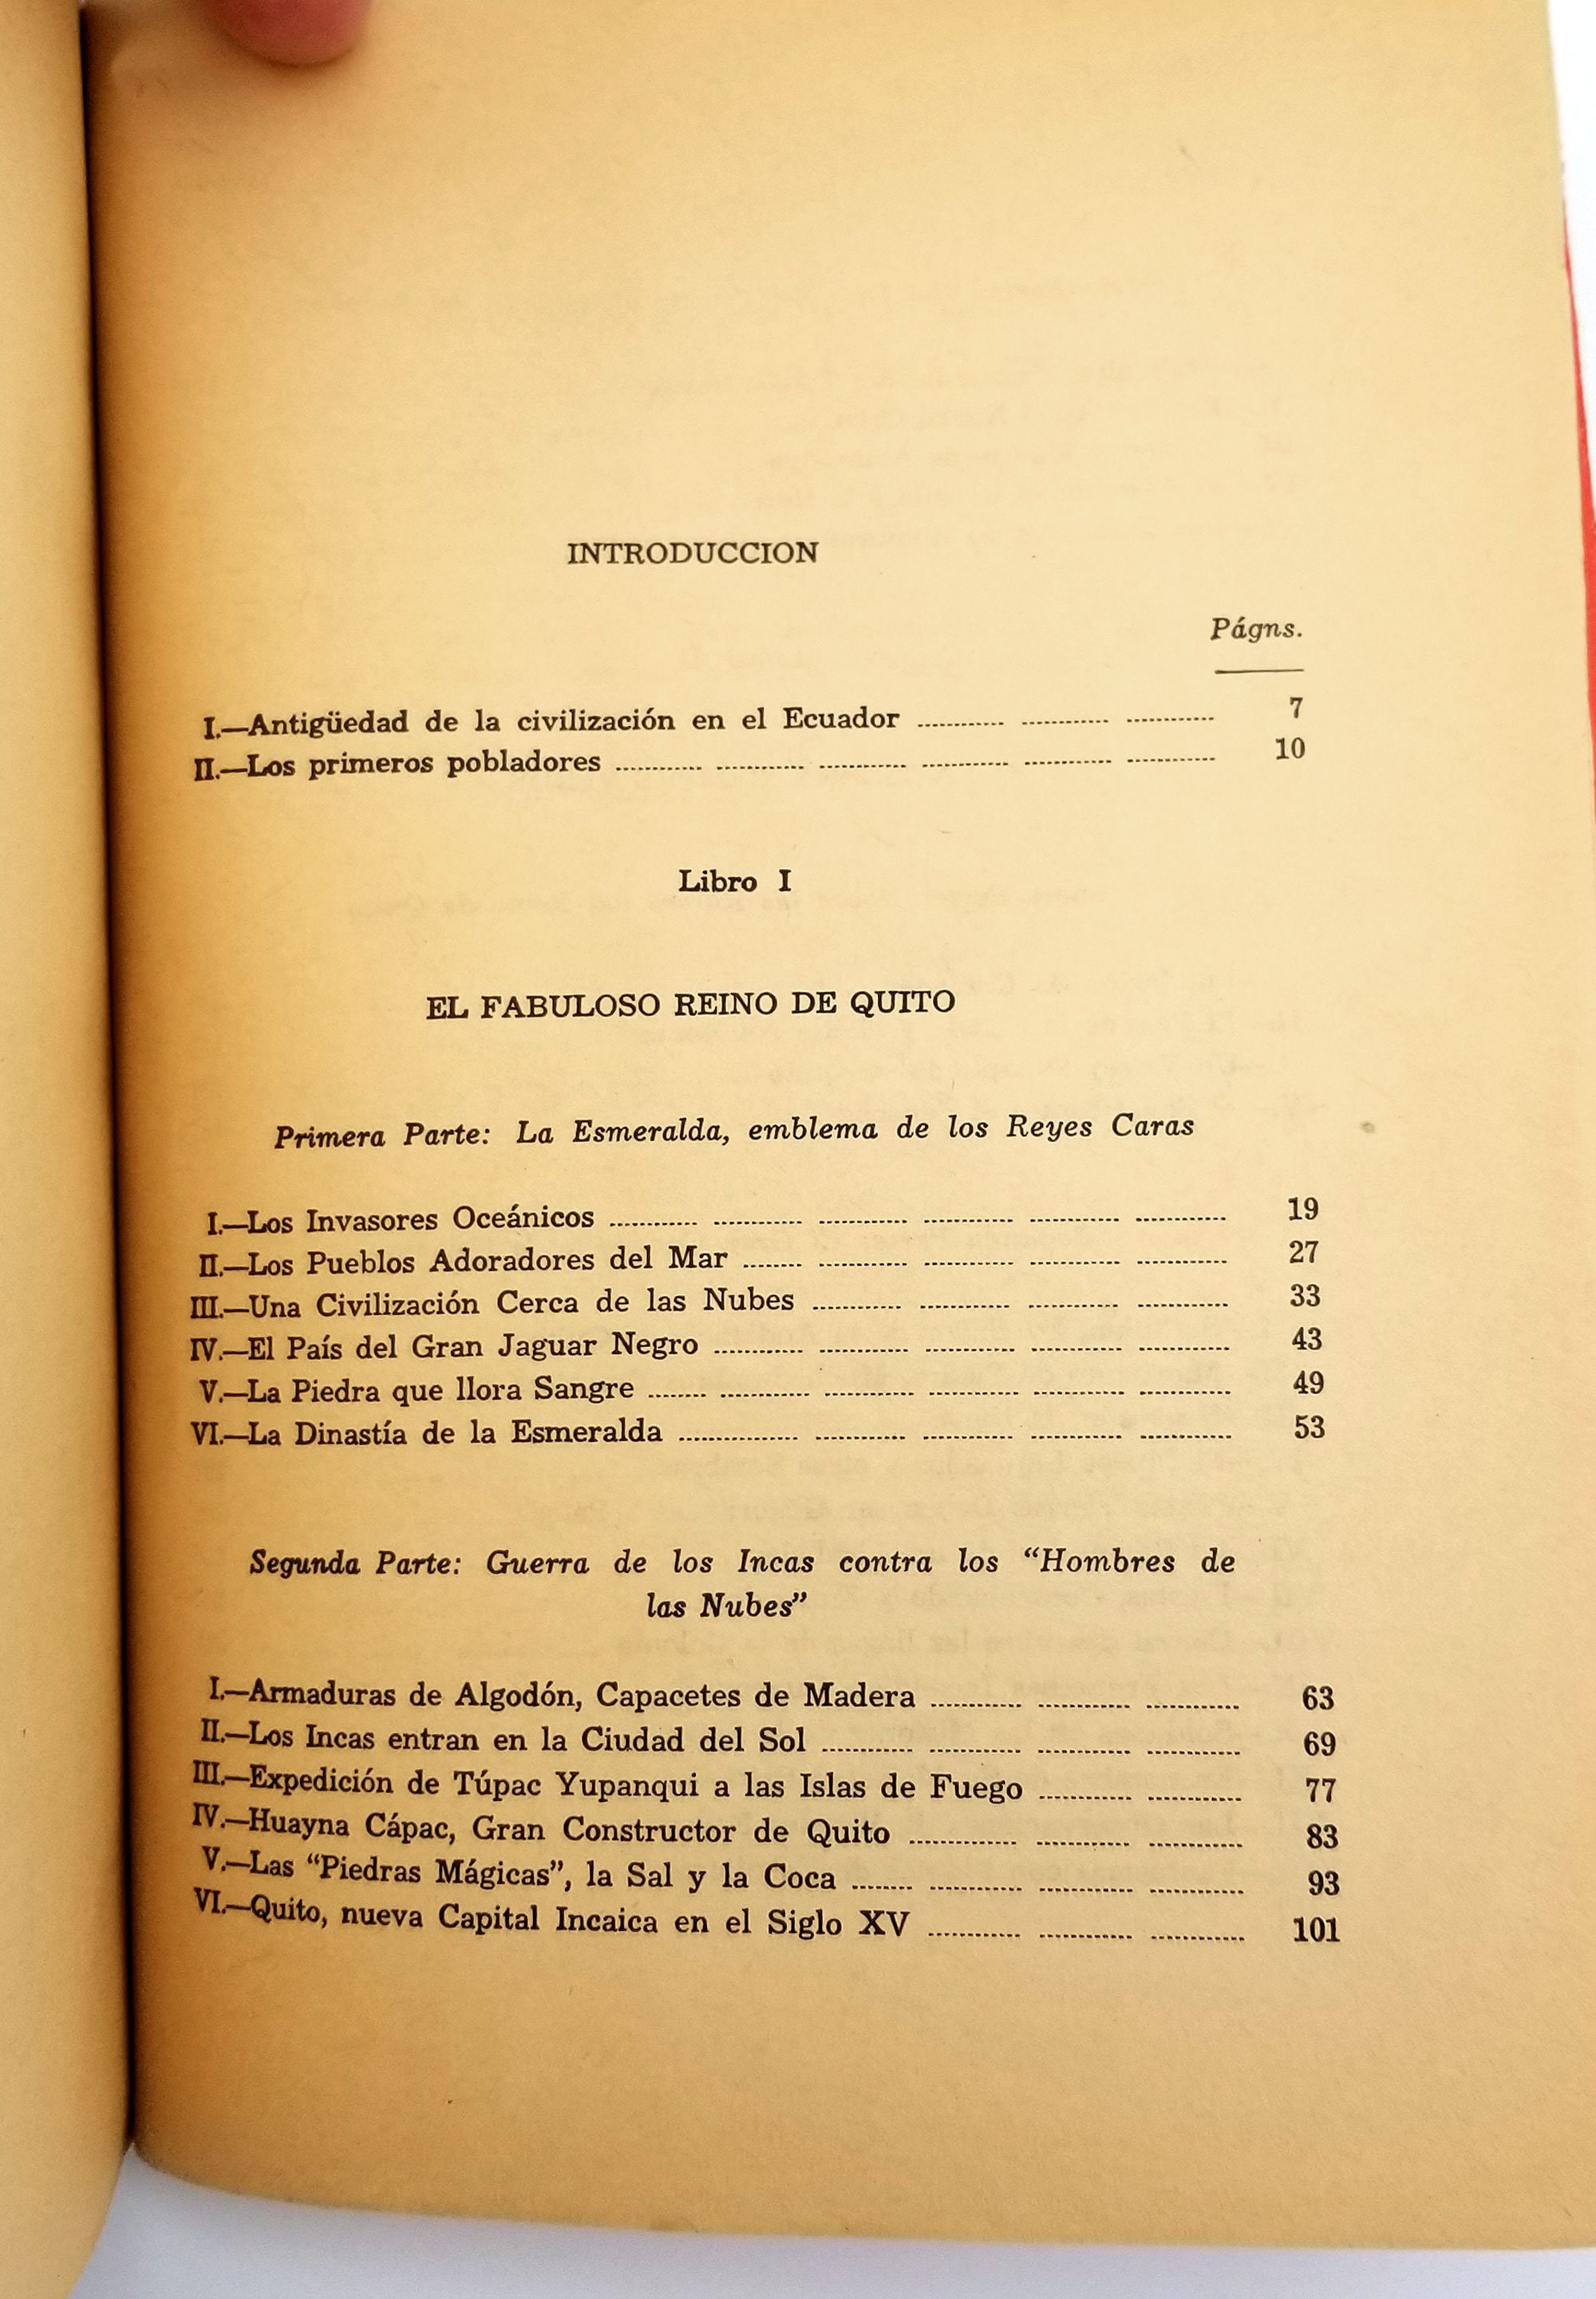 INTRODUCCION
Págns.
I.—Antigüedad de la civilización en el Ecuador ............ ............ ............ 7
II.—Los primeros pobladores ............ ............ ............ ............ ............ ............ 10
Libro I
EL FABULOSO REINO DE QUITO
Primera Parte: La Esmeralda, emblema de los Reyes Caras
I.—Los Invasores Oceánicos ............ ............ ............ ............ ............ ............ 19
II.—Los Pueblos Adoradores del Mar ........ ............ ............ ............ ............ 27
III.—Una Civilización Cerca de las Nubes ............ ............ ............ ............ 33
IV.—El País del Gran Jaguar Negro ............ ............ ............ ............ ............ 43
V.—La Piedra que llora Sangre ........ ............ ............ ............ ............ ............ 49
VI.—La Dinastía de la Esmeralda ................ ............ ............ ............ ............ 53
Segunda Parte: Guerra de los Incas contra los “Hombres de
las Nubes”
I.—Armaduras de Algodón, Capacetes de Madera ............ ............ ............ 63
II.—Los Incas entran en la Ciudad del Sol ............ ............ ............ ............ 69
III.—Expedición de Túpac Yupanqui a las Islas de Fuego ............ ............ 77
IV.—Huayna Cápac, Gran Constructor de Quito .............. ............ ............ 83
V.—Las “Piedras Mágicas”, la Sal y la Coca ........ ............ ............ ............ 93
VI.—Quito, nueva Capital Incaica en el Siglo XV ............ ............ ............ 101